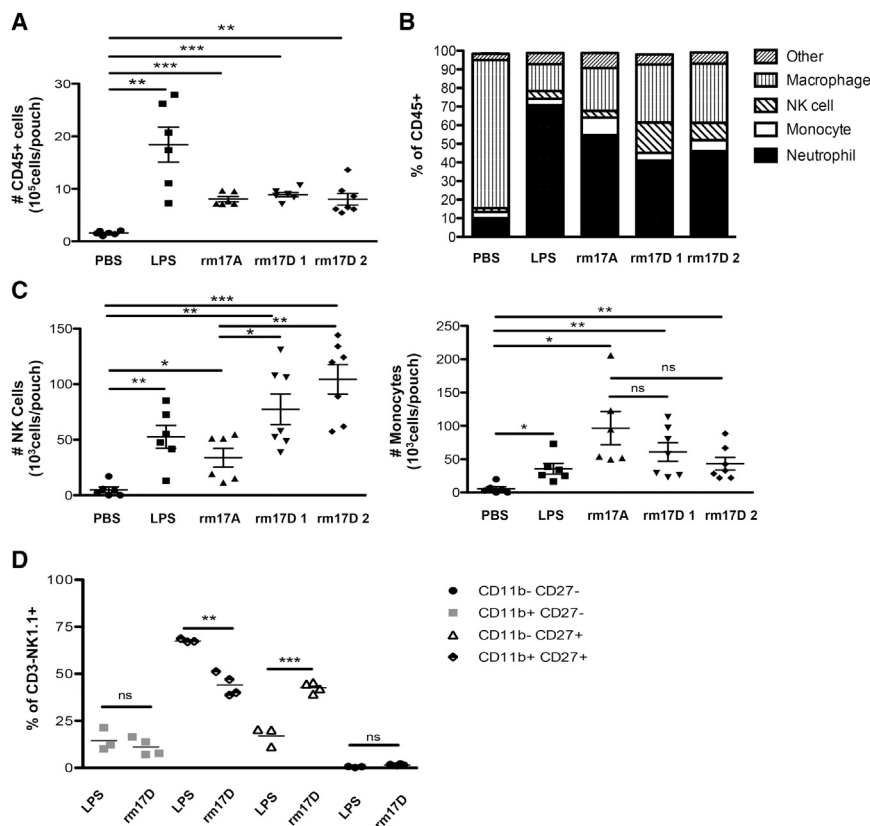 A
**
***
***
**
# CD45+ cells
(10⁵cells/pouch)
30
20
10
0
PBS LPS rm17A rm17D 1 rm17D 2
B
% of CD45+
100
90
80
70
60
50
40
30
20
10
0
PBS LPS rm17A rm17D 1 rm17D 2
Other
Macrophage
NK cell
Monocyte
Neutrophil
C
***
**
**
*
*
**
# NK Cells
(10³cells/pouch)
150
100
50
0
PBS LPS rm17A rm17D 1 rm17D 2
**
**
*
ns
ns
*
# Monocytes
(10³cells/pouch)
250
200
150
100
50
0
PBS LPS rm17A rm17D 1 rm17D 2
D
% of CD3-NK1.1+
100
75
50
25
0
ns
**
***
ns
LPS rm17D LPS rm17D LPS rm17D LPS rm17D
CD11b- CD27-
CD11b+ CD27-
CD11b- CD27+
CD11b+ CD27+